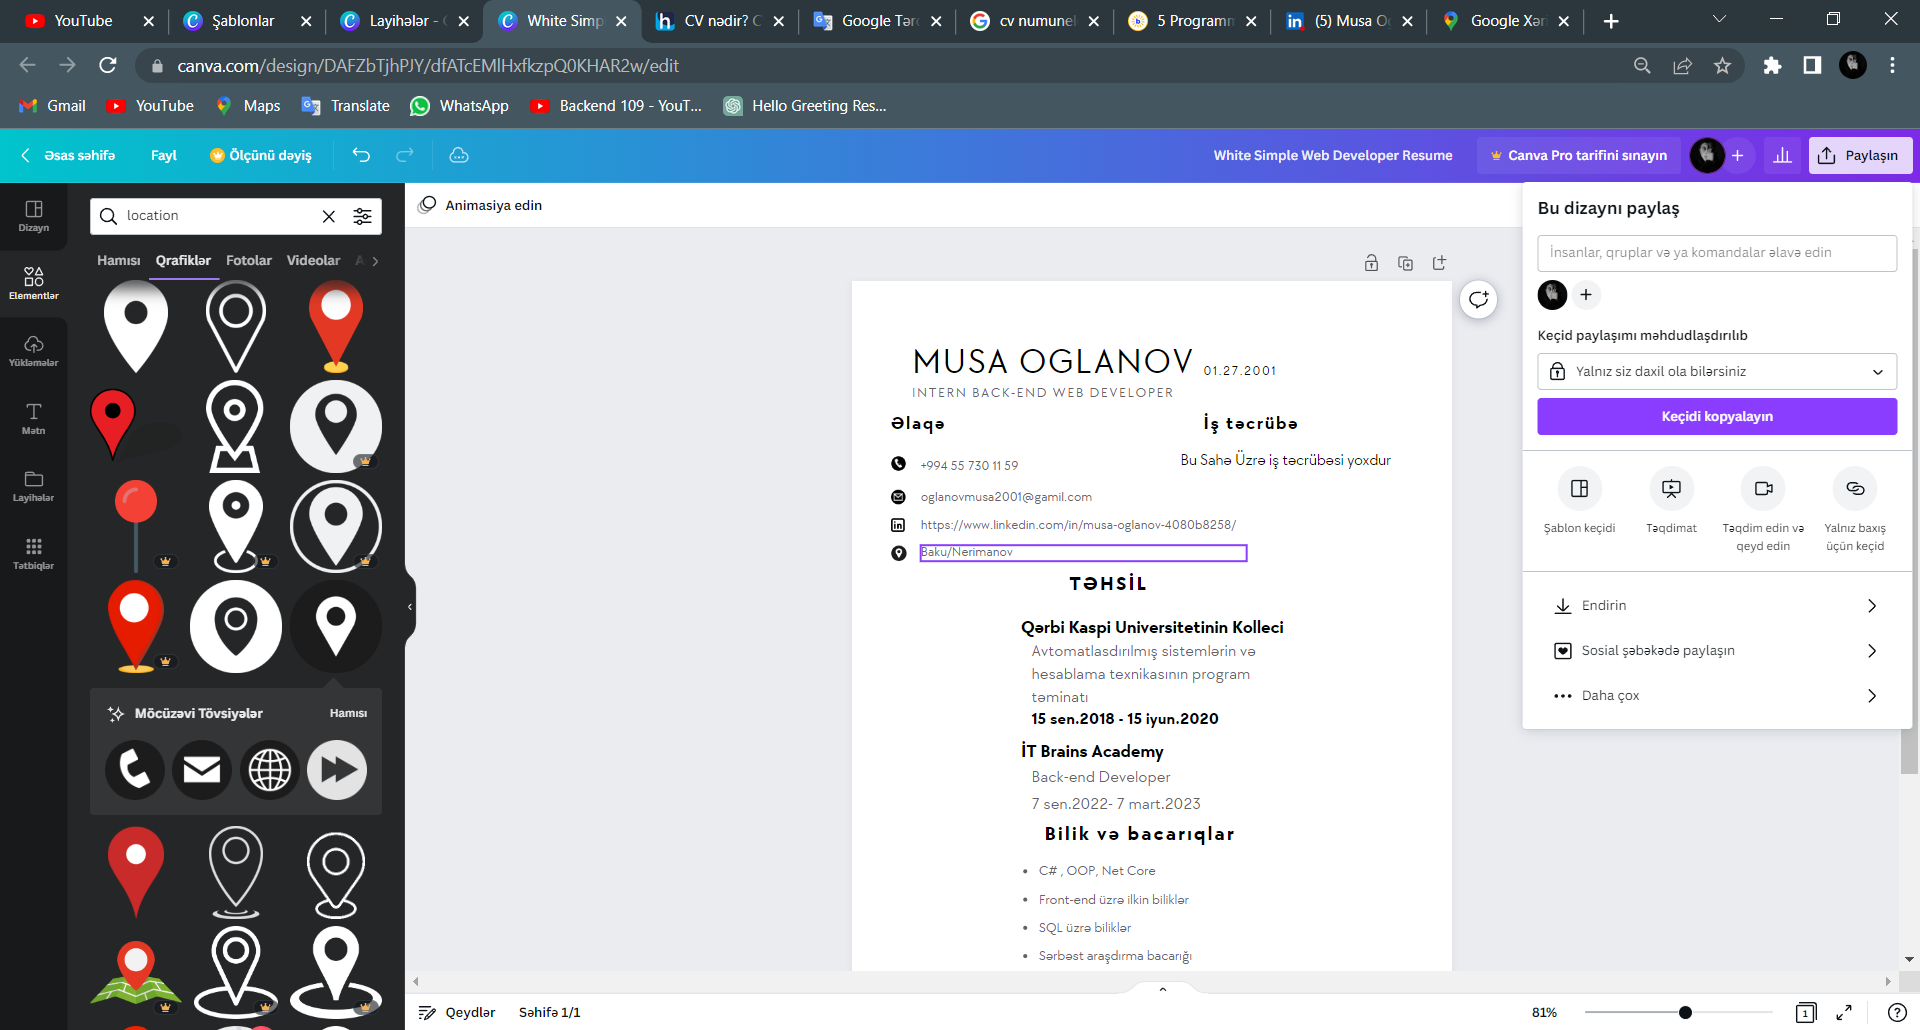 YouTube
Şablonlar
Layihələr -
White Simp
CV nədir?
Google Tər
cv numunel
5 Programm
(5) Musa O
Google Xəri
canva.com/design/DAFZbTjhPJY/dfATcEMlHxfkzpQ0KHAR2w/edit
Gmail
YouTube
Maps
Translate
WhatsApp
Backend 109 - YouT...
Hello Greeting Res...
Əsas səhifə
Fayl
Ölçünü dəyiş
White Simple Web Developer Resume
Canva Pro tarifini sınayın
Paylaşın
Dizayn
Elementlər
Yükləmələr
Mətn
Layihələr
Tətbiqlər
location
Hamısı
Qrafiklər
Fotolar
Videolar
Möcüzəvi Tövsiyələr
Hamısı
Animasiya edin
MUSA OGLANOV
01.27.2001
INTERN BACK-END WEB DEVELOPER
Əlaqə
İş təcrübə
+994 55 730 11 59
Bu Sahə Üzrə iş təcrübəsi yoxdur
oglanovmusa2001@gamil.com
https://www.linkedin.com/in/musa-oglanov-4080b8258/
Baku/Nerimanov
TƏHSİL
Qərbi Kaspi Universitetinin Kolleci
Avtomatlasdırılmış sistemlərin və
hesablama texnikasının program
təminatı
15 sen.2018 - 15 iyun.2020
İT Brains Academy
Back-end Developer
7 sen.2022- 7 mart.2023
Bilik və bacarıqlar
• C# , OOP, Net Core
• Front-end üzrə ilkin biliklər
• SQL üzrə biliklər
• Sərbəst araşdırma bacarığı
Bu dizaynı paylaş
İnsanlar, qruplar və ya komandalar əlavə edin
Keçid paylaşımı məhdudlaşdırılıb
Yalnız siz daxil ola bilərsiniz
Keçidi kopyalayın
Şablon keçidi
Təqdimat
Təqdim edin və
qeyd edin
Yalnız baxış
üçün keçid
Endirin
Sosial şəbəkədə paylaşın
Daha çox
Qeydlər
Səhifə 1/1
81%
1